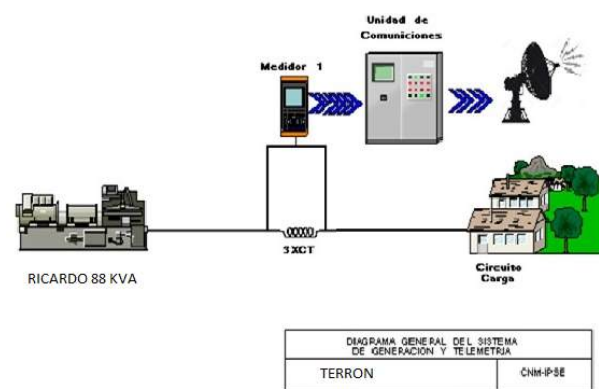 Unidad de
Comuniciones
Medidor 1
3XCT
RICARDO 88 KVA
Circuito
Carga
DIAGRAMA GENERAL DEL SISTEMA
DE GENERACION Y TELEMETRIA
TERRON
CNM-IPSE